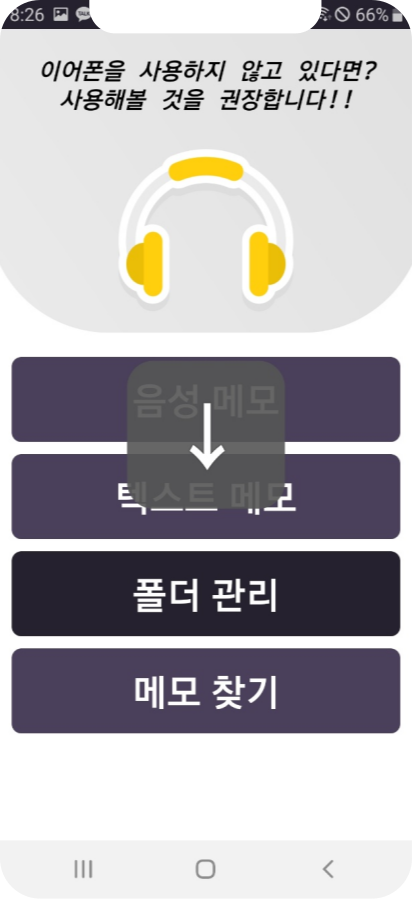 8:26
66%
이어폰을 사용하지 않고 있다면?
사용해볼 것을 권장합니다!!
음성 메모
텍스트 메모
폴더 관리
메모 찾기